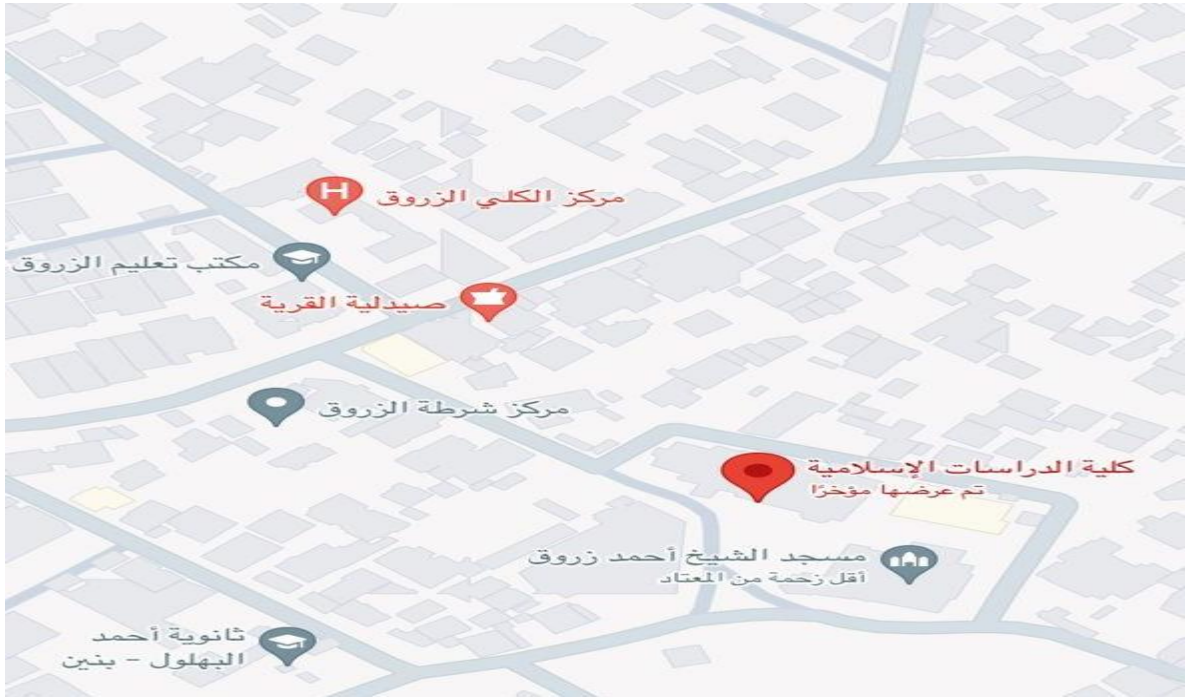 مركز الكلي الزروق
مكتب تعليم الزروق
صيدلية القرية
مركز شرطة الزروق
كلية الدراسات الإسلامية
تم عرضها مؤخرًا
مسجد الشيخ أحمد زروق
أقل زحمة من المعتاد
ثانوية أحمد
البهلول - بنين